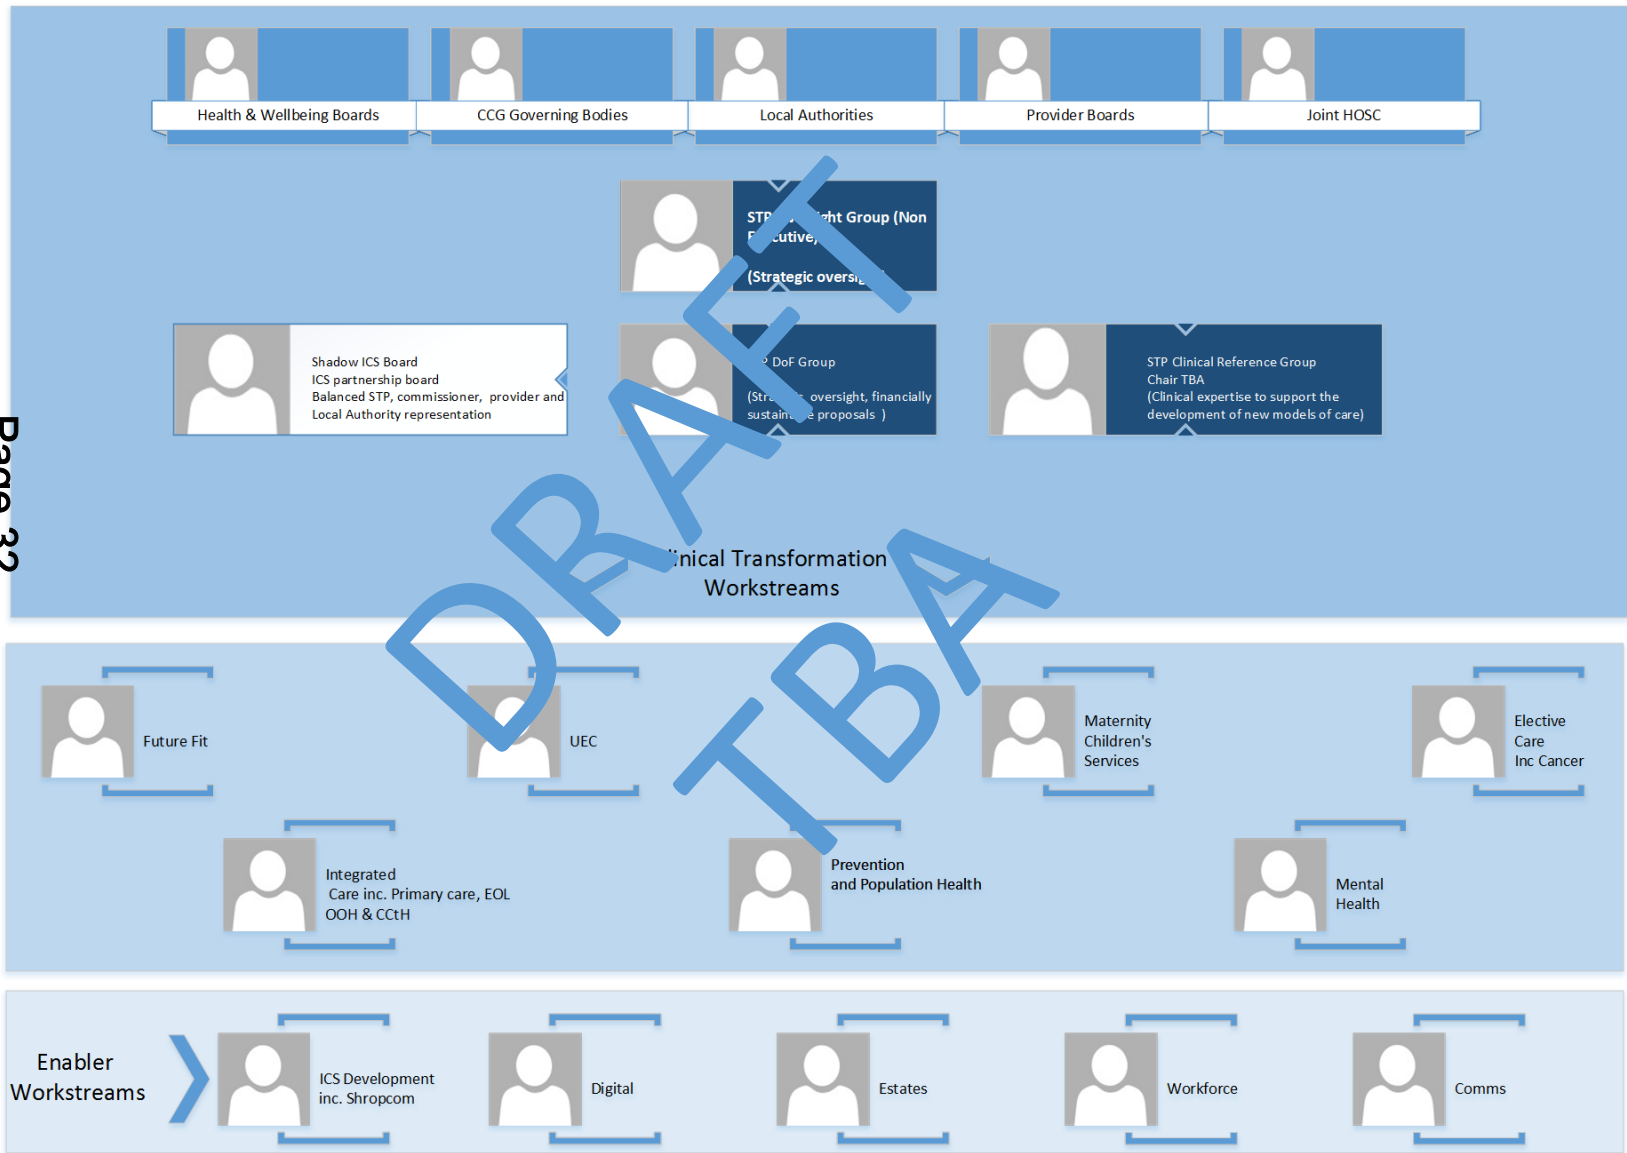 Health & Wellbeing Boards
CCG Governing Bodies
Local Authorities
Provider Boards
Joint HOSC
STP Group (Non
(Strategic
Shadow ICS Board
ICS partnership board
Balanced STP, commissioner, provider and
Local Authority representation
DoF Group
oversight, financially
proposals )
STP Clinical Reference Group
Chair TBA
(Clinical expertise to support the
development of new models of care)
Page 32
DRAFT
TBA
Transformation
Workstreams
Future Fit
UEC
Maternity
Children's
Services
Elective
Care
Inc Cancer
Integrated
Care inc. Primary care, EOL
OOH & CCtH
Prevention
and Population Health
Mental
Health
Enabler
Workstreams
ICS Development
inc. Shropcom
Digital
Estates
Workforce
Comms